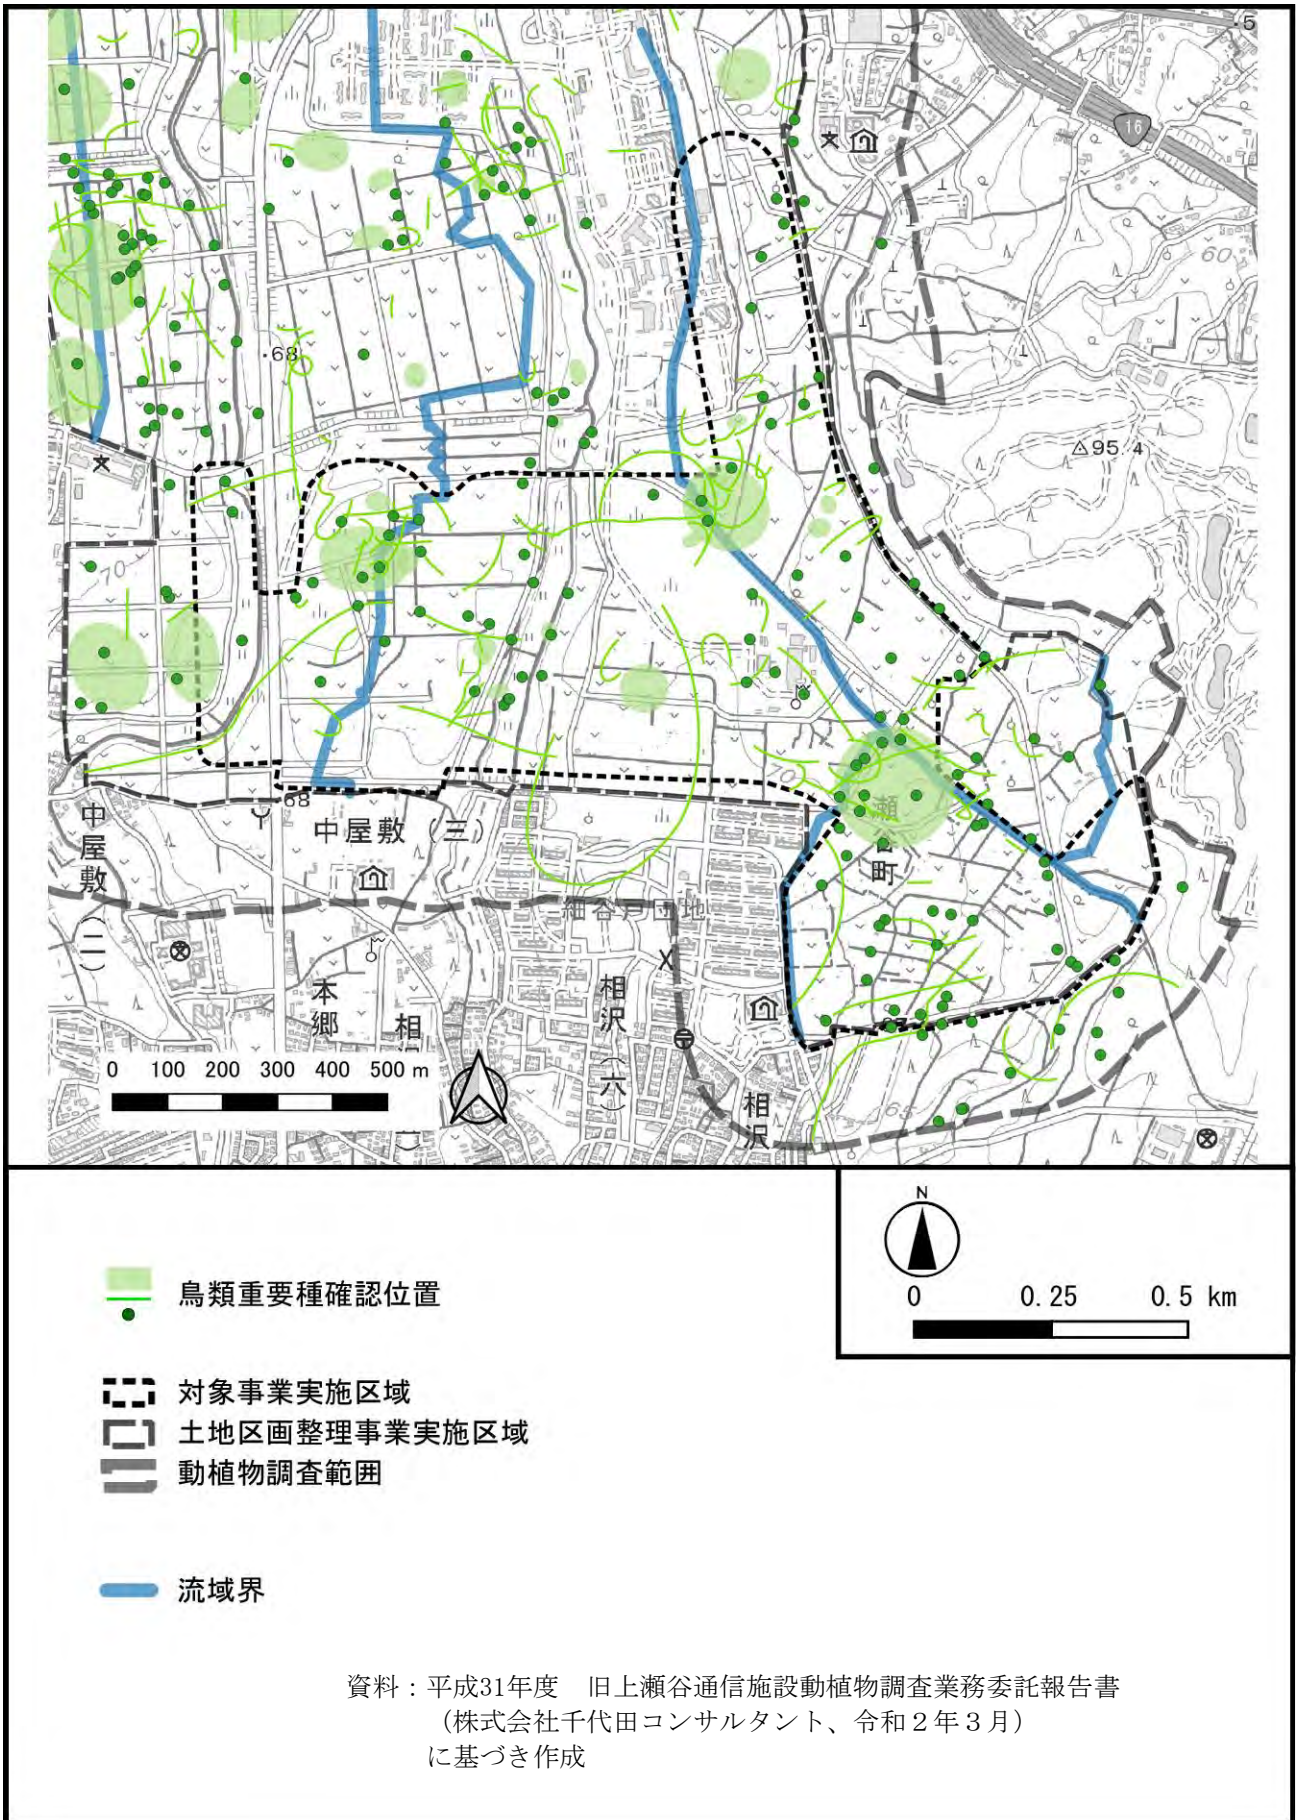 ・5
16
60
・68
△95.4
70
70
68
中屋敷（三）
中屋敷（二）
瀬谷町
細谷戸団地
本郷
相沢（六）
相沢
65
0 100 200 300 400 500 m
N
0 0.25 0.5 km
鳥類重要種確認位置
対象事業実施区域
土地区画整理事業実施区域
動植物調査範囲
流域界
資料：平成31年度　旧上瀬谷通信施設動植物調査業務委託報告書
（株式会社千代田コンサルタント、令和２年３月）
に基づき作成